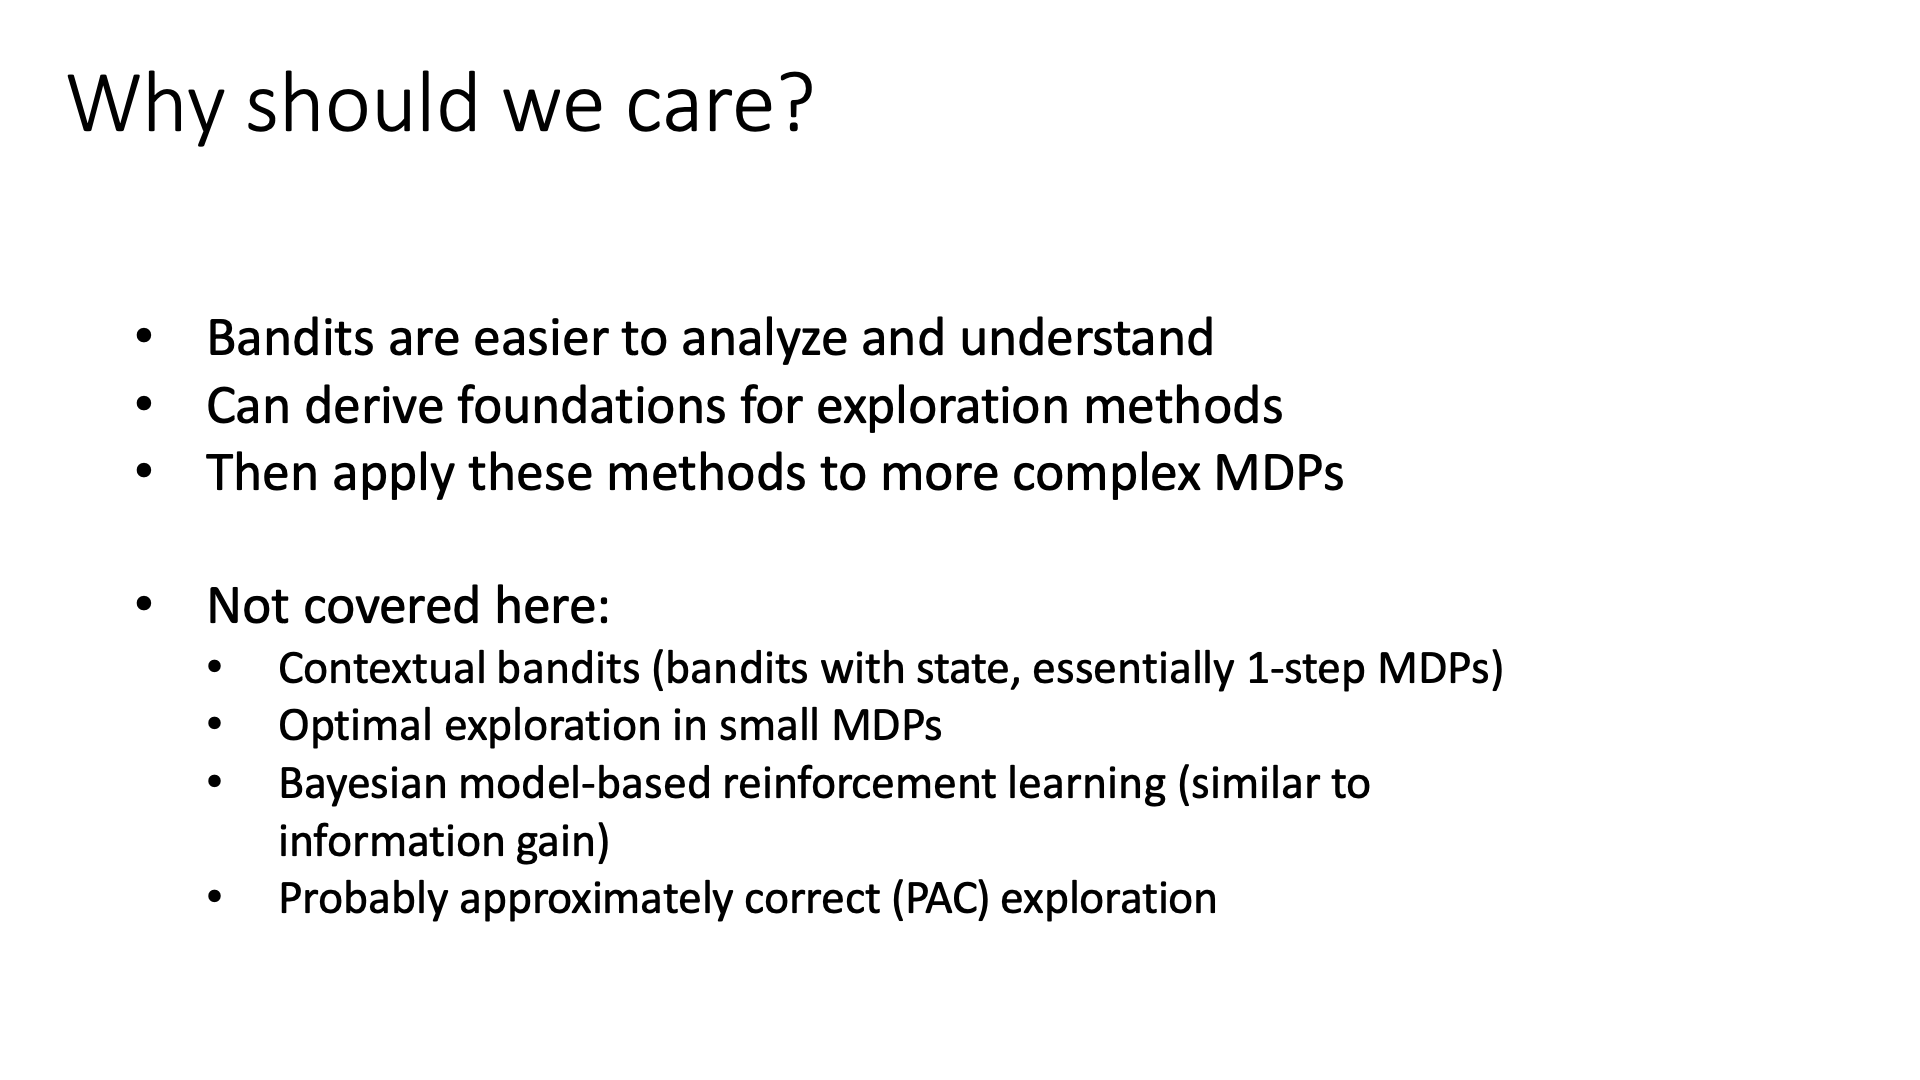 Why should we care?
• Bandits are easier to analyze and understand
• Can derive foundations for exploration methods
• Then apply these methods to more complex MDPs
• Not covered here:
• Contextual bandits (bandits with state, essentially 1-step MDPs)
• Optimal exploration in small MDPs
• Bayesian model-based reinforcement learning (similar to
information gain)
• Probably approximately correct (PAC) exploration